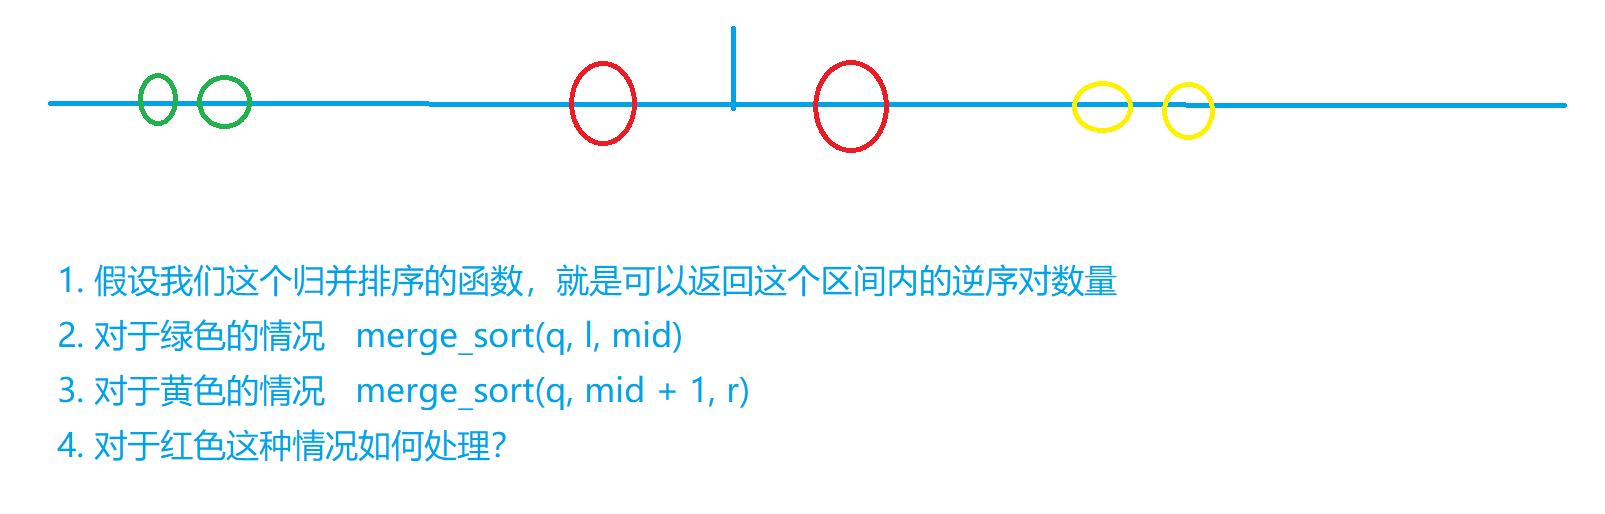 1. 假设我们这个归并排序的函数，就是可以返回这个区间内的逆序对数量
2. 对于绿色的情况 merge_sort(q, l, mid)
3. 对于黄色的情况 merge_sort(q, mid + 1, r)
4. 对于红色这种情况如何处理？